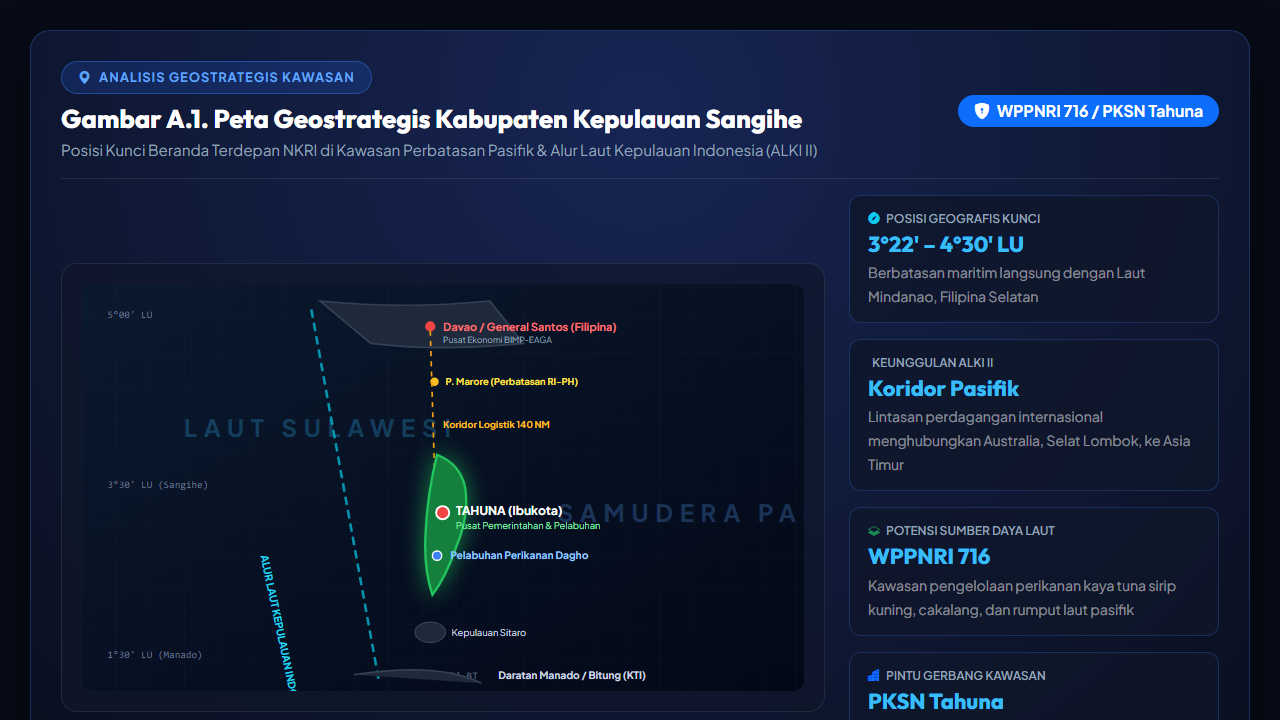 ANALISIS GEOSTRATEGIS KAWASAN
Gambar A.1. Peta Geostrategis Kabupaten Kepulauan Sangihe
Posisi Kunci Beranda Terdepan NKRI di Kawasan Perbatasan Pasifik & Alur Laut Kepulauan Indonesia (ALKI II)
WPPNRI 716 / PKSN Tahuna
5°00' LU
Davao / General Santos (Filipina)
Pusat Ekonomi BIMP-EAGA
P. Marore (Perbatasan RI-PH)
LAUT SULAWESI
Koridor Logistik 140 NM
3°30' LU (Sangihe)
TAHUNA (Ibukota)
Pusat Pemerintahan & Pelabuhan
SAMUDERA PA
Pelabuhan Perikanan Dagho
ALUR LAUT KEPULAUAN
Kepulauan Sitaro
1°30' LU (Manado)
BT
Daratan Manado / Bitung (KTI)
POSISI GEOGRAFIS KUNCI
3°22' – 4°30' LU
Berbatasan maritim langsung dengan Laut
Mindanao, Filipina Selatan
KEUNGGULAN ALKI II
Koridor Pasifik
Lintasan perdagangan internasional
menghubungkan Australia, Selat Lombok, ke Asia
Timur
POTENSI SUMBER DAYA LAUT
WPPNRI 716
Kawasan pengelolaan perikanan kaya tuna sirip
kuning, cakalang, dan rumput laut pasifik
PINTU GERBANG KAWASAN
PKSN Tahuna